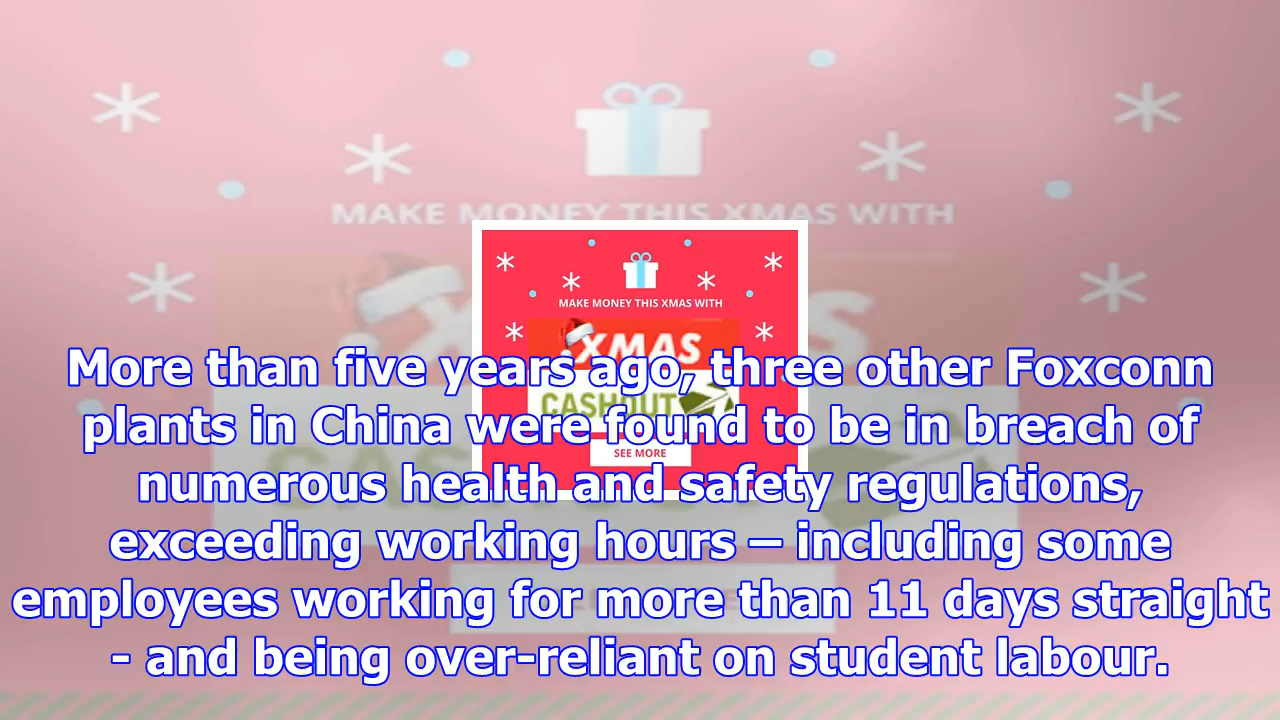 MAKE MONEY THIS XMAS WITH
MAKE MONEY THIS XMAS WITH
XMAS
CASHOUT
SEE MORE
More than five years ago, three other Foxconn
plants in China were found to be in breach of
numerous health and safety regulations,
exceeding working hours – including some
employees working for more than 11 days straight
- and being over-reliant on student labour.